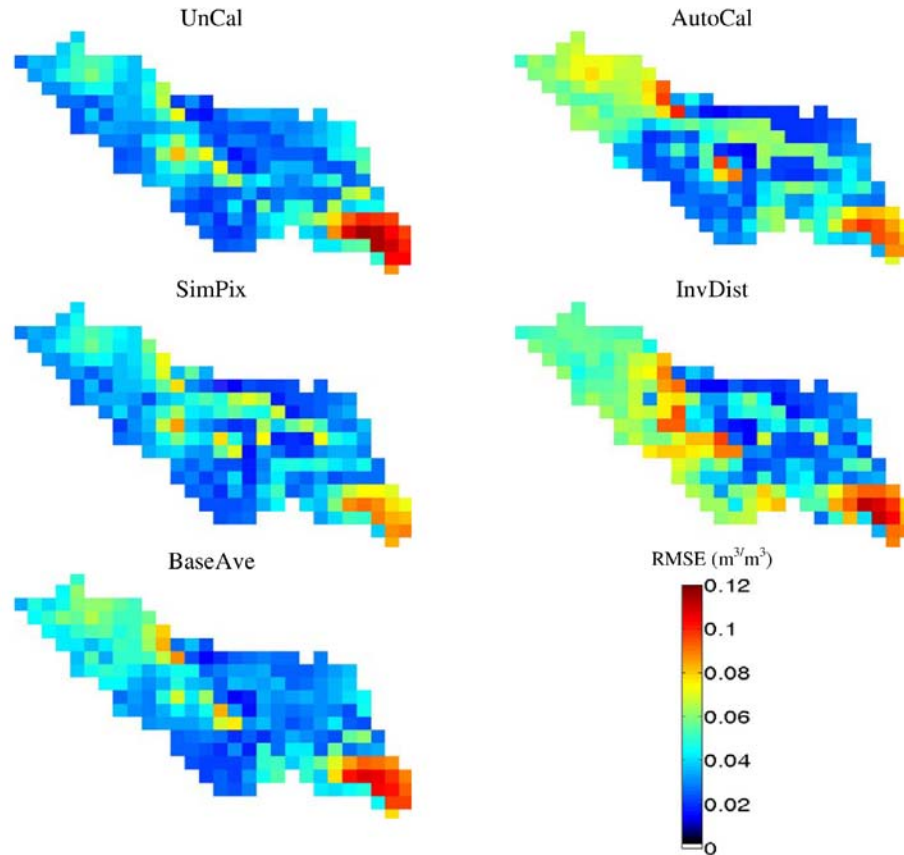 UnCal
AutoCal
SimPix
InvDist
BaseAve
RMSE (m³/m³)
0.12
0.1
0.08
0.06
0.04
0.02
0